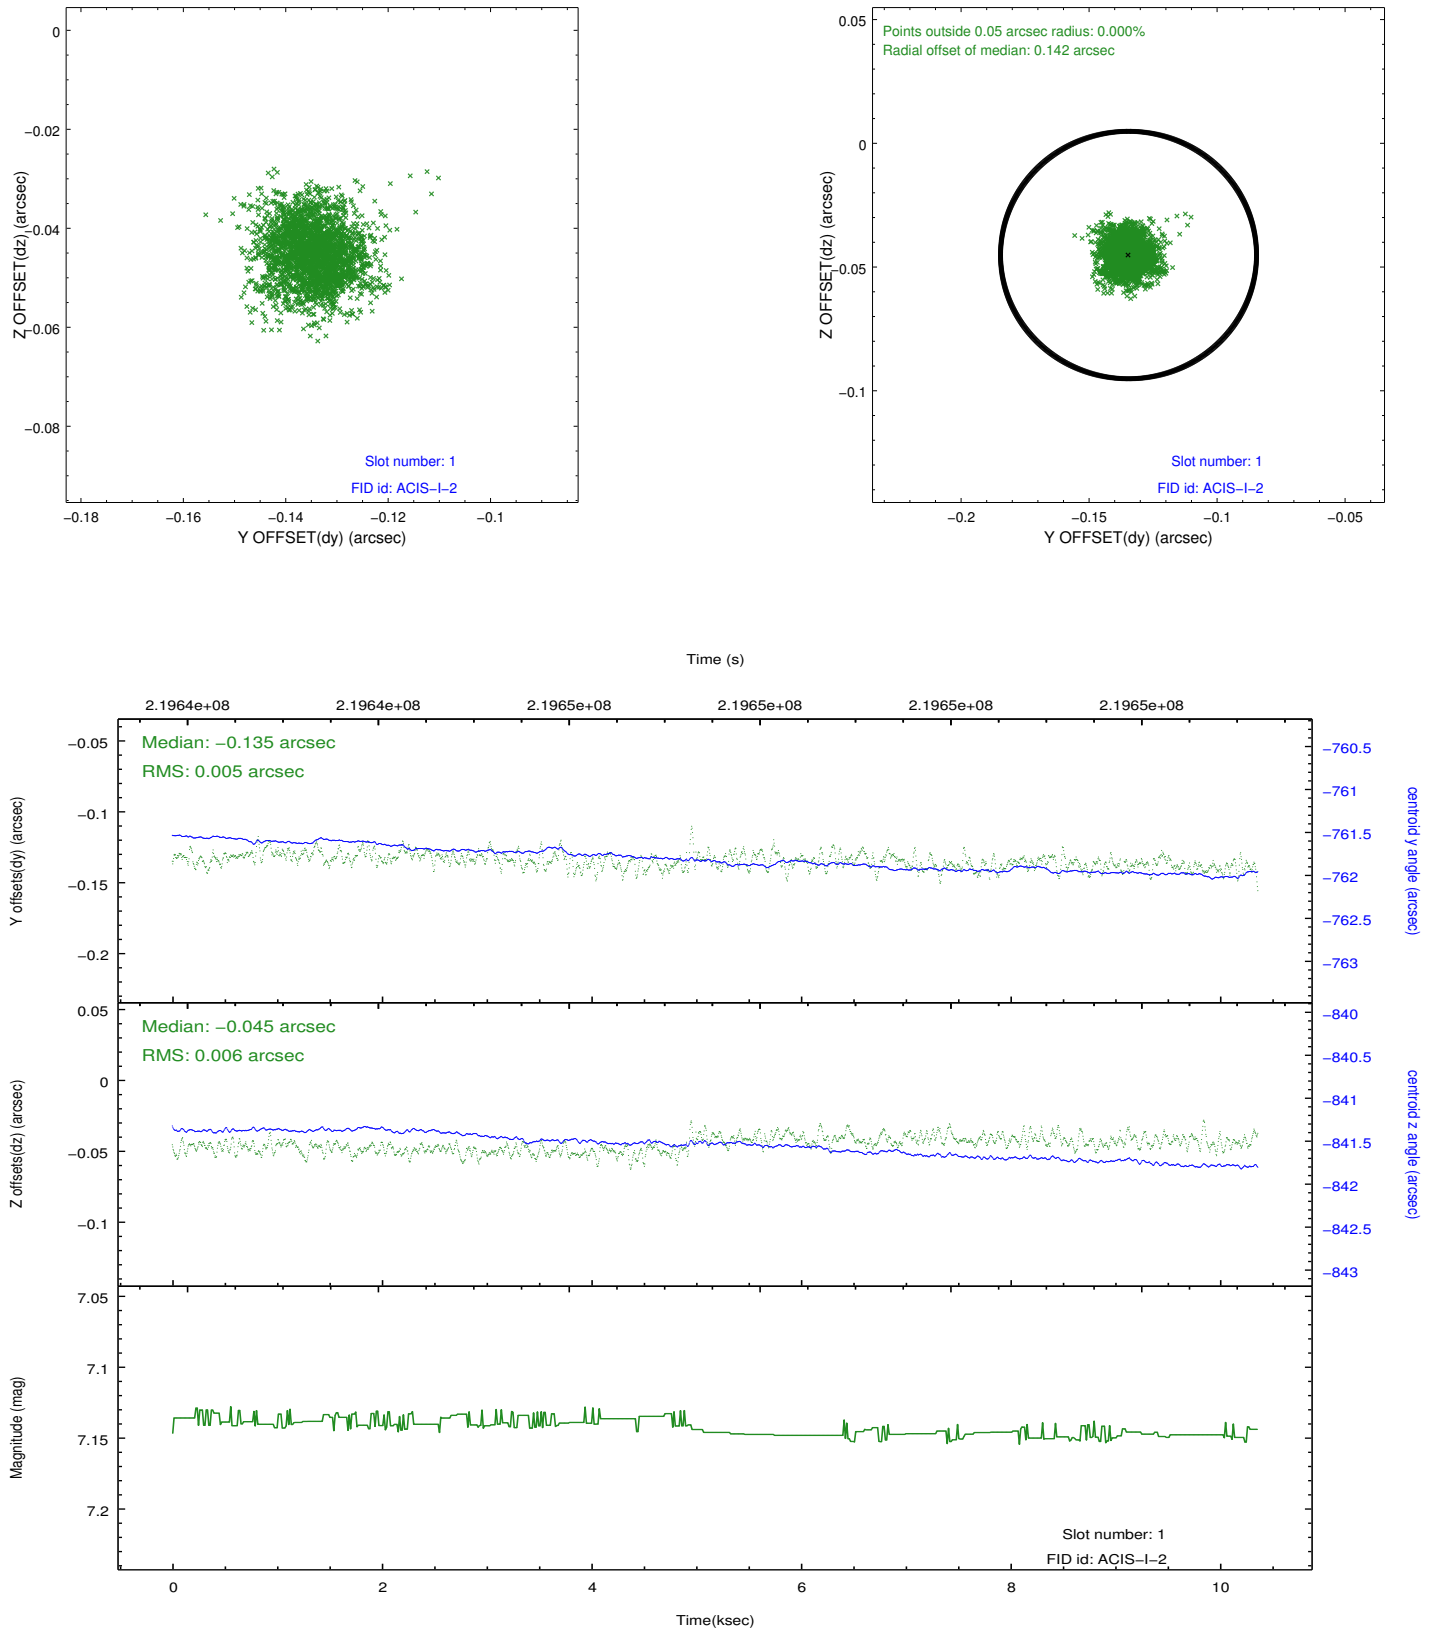 0
−0.02
−0.04
−0.06
−0.08
Z OFFSET(dz) (arcsec)
Slot number: 1
FID id: ACIS−I−2
−0.18 −0.16 −0.14 −0.12 −0.1
Y OFFSET(dy) (arcsec)
Points outside 0.05 arcsec radius: 0.000%
Radial offset of median: 0.142 arcsec
0.05
0
−0.05
−0.1
Z OFFSET(dz) (arcsec)
Slot number: 1
FID id: ACIS−I−2
−0.2 −0.15 −0.1 −0.05
Y OFFSET(dy) (arcsec)
Time (s)
2.1964e+08 2.1964e+08 2.1965e+08 2.1965e+08 2.1965e+08 2.1965e+08
Median: −0.135 arcsec
RMS: 0.005 arcsec
−0.05
−0.1
−0.15
−0.2
Y offsets(dy) (arcsec)
−760.5
−761
−761.5
−762
−762.5
−763
centroid y angle (arcsec)
Median: −0.045 arcsec
RMS: 0.006 arcsec
0.05
0
−0.05
−0.1
Z offsets(dz) (arcsec)
−840
−840.5
−841
−841.5
−842
−842.5
−843
centroid z angle (arcsec)
7.05
7.1
7.15
7.2
Magnitude (mag)
Slot number: 1
FID id: ACIS−I−2
0 2 4 6 8 10
Time(ksec)